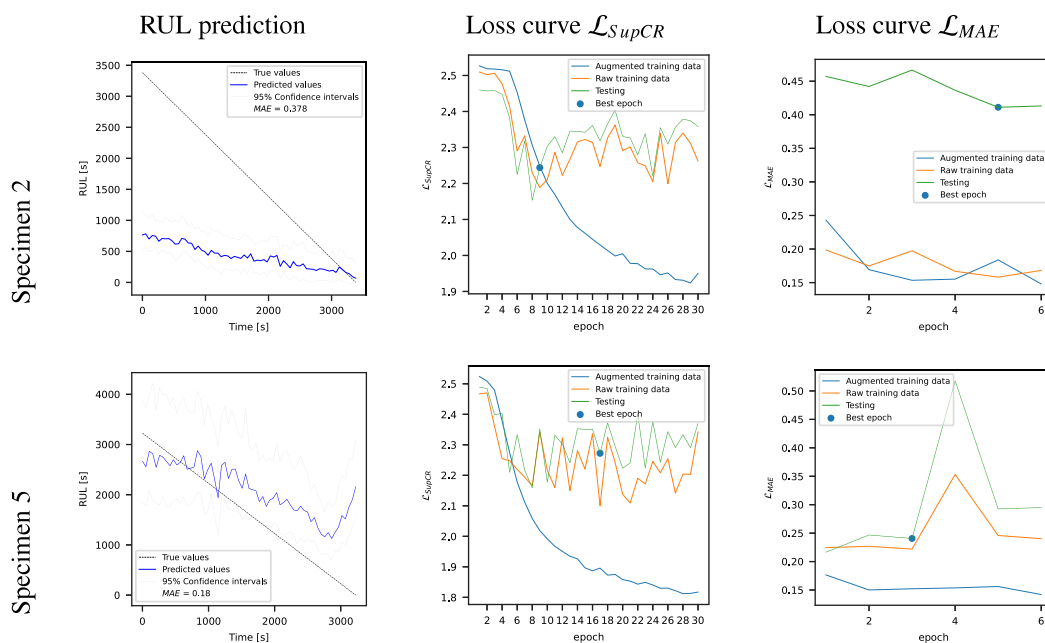 RUL prediction
Loss curve ℒSupCR
Loss curve ℒMAE
Specimen 2
RUL [s]
3500
3000
2500
2000
1500
1000
500
0
0 1000 2000 3000
Time [s]
True values
Predicted values
95% Confidence intervals
MAE = 0.378
ℒSupCR
2.5
2.4
2.3
2.2
2.1
2.0
1.9
2 4 6 8 10 12 14 16 18 20 22 24 26 28 30
epoch
Augmented training data
Raw training data
Testing
Best epoch
ℒMAE
0.45
0.40
0.35
0.30
0.25
0.20
0.15
2 4 6
epoch
Augmented training data
Raw training data
Testing
Best epoch
Specimen 5
RUL [s]
4000
3000
2000
1000
0
0 1000 2000 3000
Time [s]
True values
Predicted values
95% Confidence intervals
MAE = 0.18
ℒSupCR
2.5
2.4
2.3
2.2
2.1
2.0
1.9
1.8
2 4 6 8 10 12 14 16 18 20 22 24 26 28 30
epoch
Augmented training data
Raw training data
Testing
Best epoch
ℒMAE
0.50
0.45
0.40
0.35
0.30
0.25
0.20
0.15
2 4 6
epoch
Augmented training data
Raw training data
Testing
Best epoch